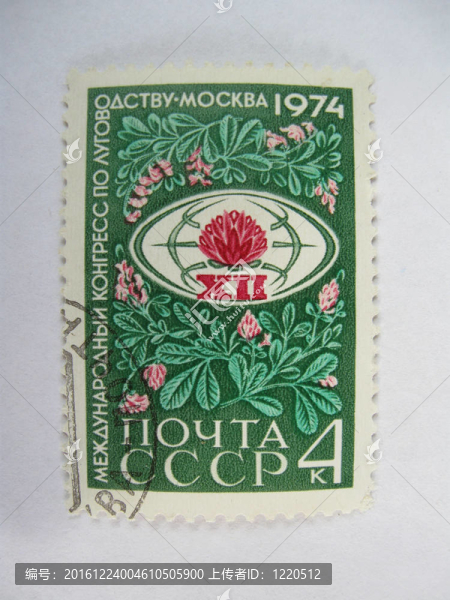 МЕЖДУНАРОДНЫЙ КОНГРЕСС ПО ЛУГОВОДСТВУ·МОСКВА 1974
XII
ПОЧТА
СССР 4
К
编号：20161224004610505900 上传者ID：1220512